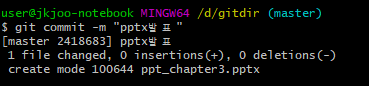 user@jkjoo-notebook MINGW64 /d/gitdir (master)
$ git commit -m "pptx발표"
[master 2418683] pptx발표
 1 file changed, 0 insertions(+), 0 deletions(-)
 create mode 100644 ppt_chapter3.pptx